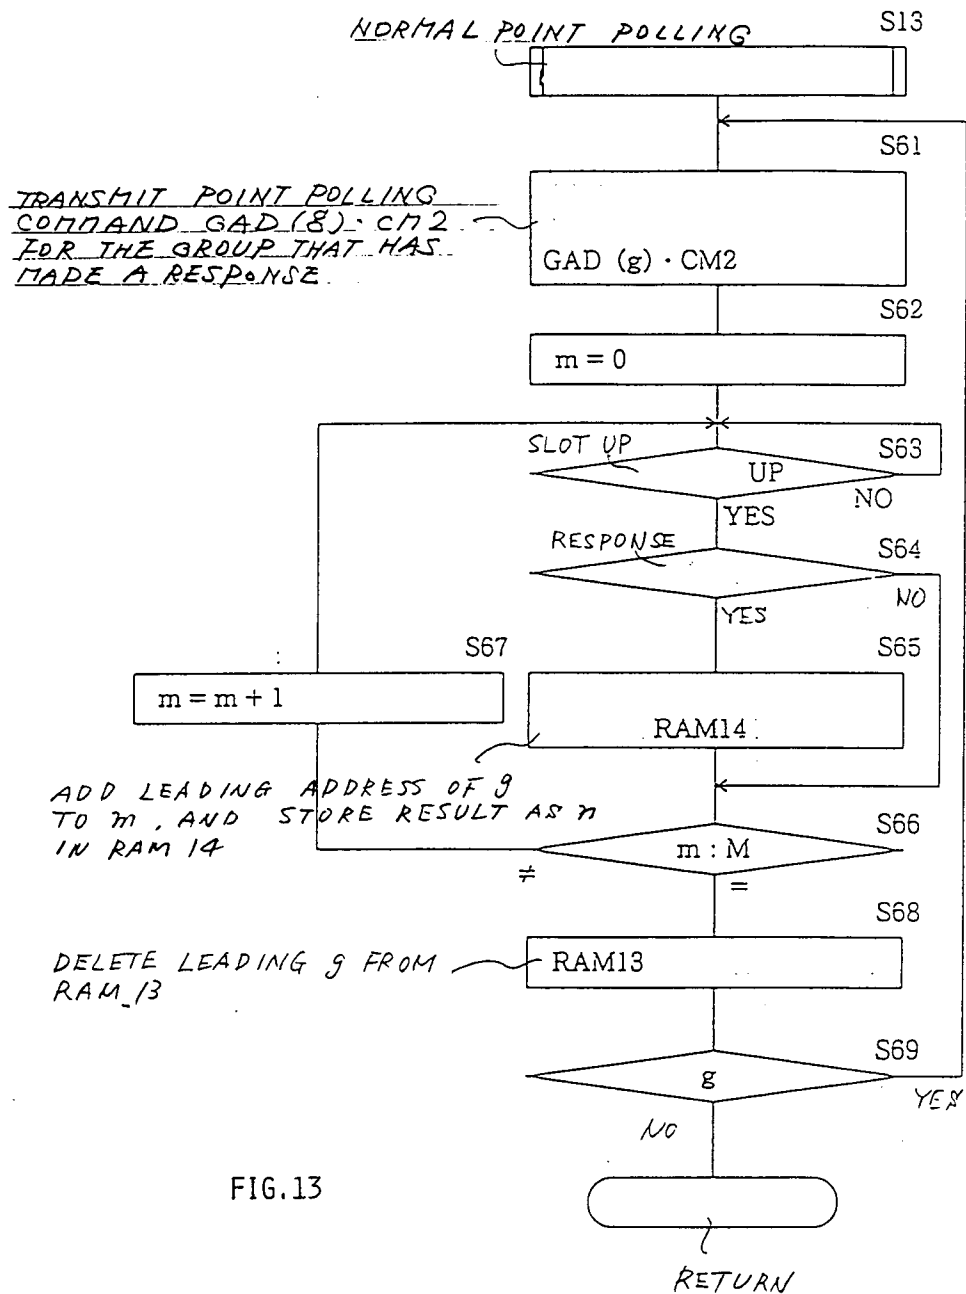 S13
NORMAL POINT POLLING
S61
TRANSMIT POINT POLLING
COMMAND GAD (g) · CM2
FOR THE GROUP THAT HAS
MADE A RESPONSE
GAD (g) · CM2
S62
m = 0
SLOT UP
S63
UP
NO
YES
RESPONSE
S64
NO
YES
S67
S65
m = m + 1
RAM14
ADD LEADING ADDRESS OF g
TO m, AND STORE RESULT AS n
IN RAM 14
S66
m : M
≠
=
S68
DELETE LEADING g FROM
RAM_13
RAM13
S69
g
YES
NO
FIG.13
RETURN